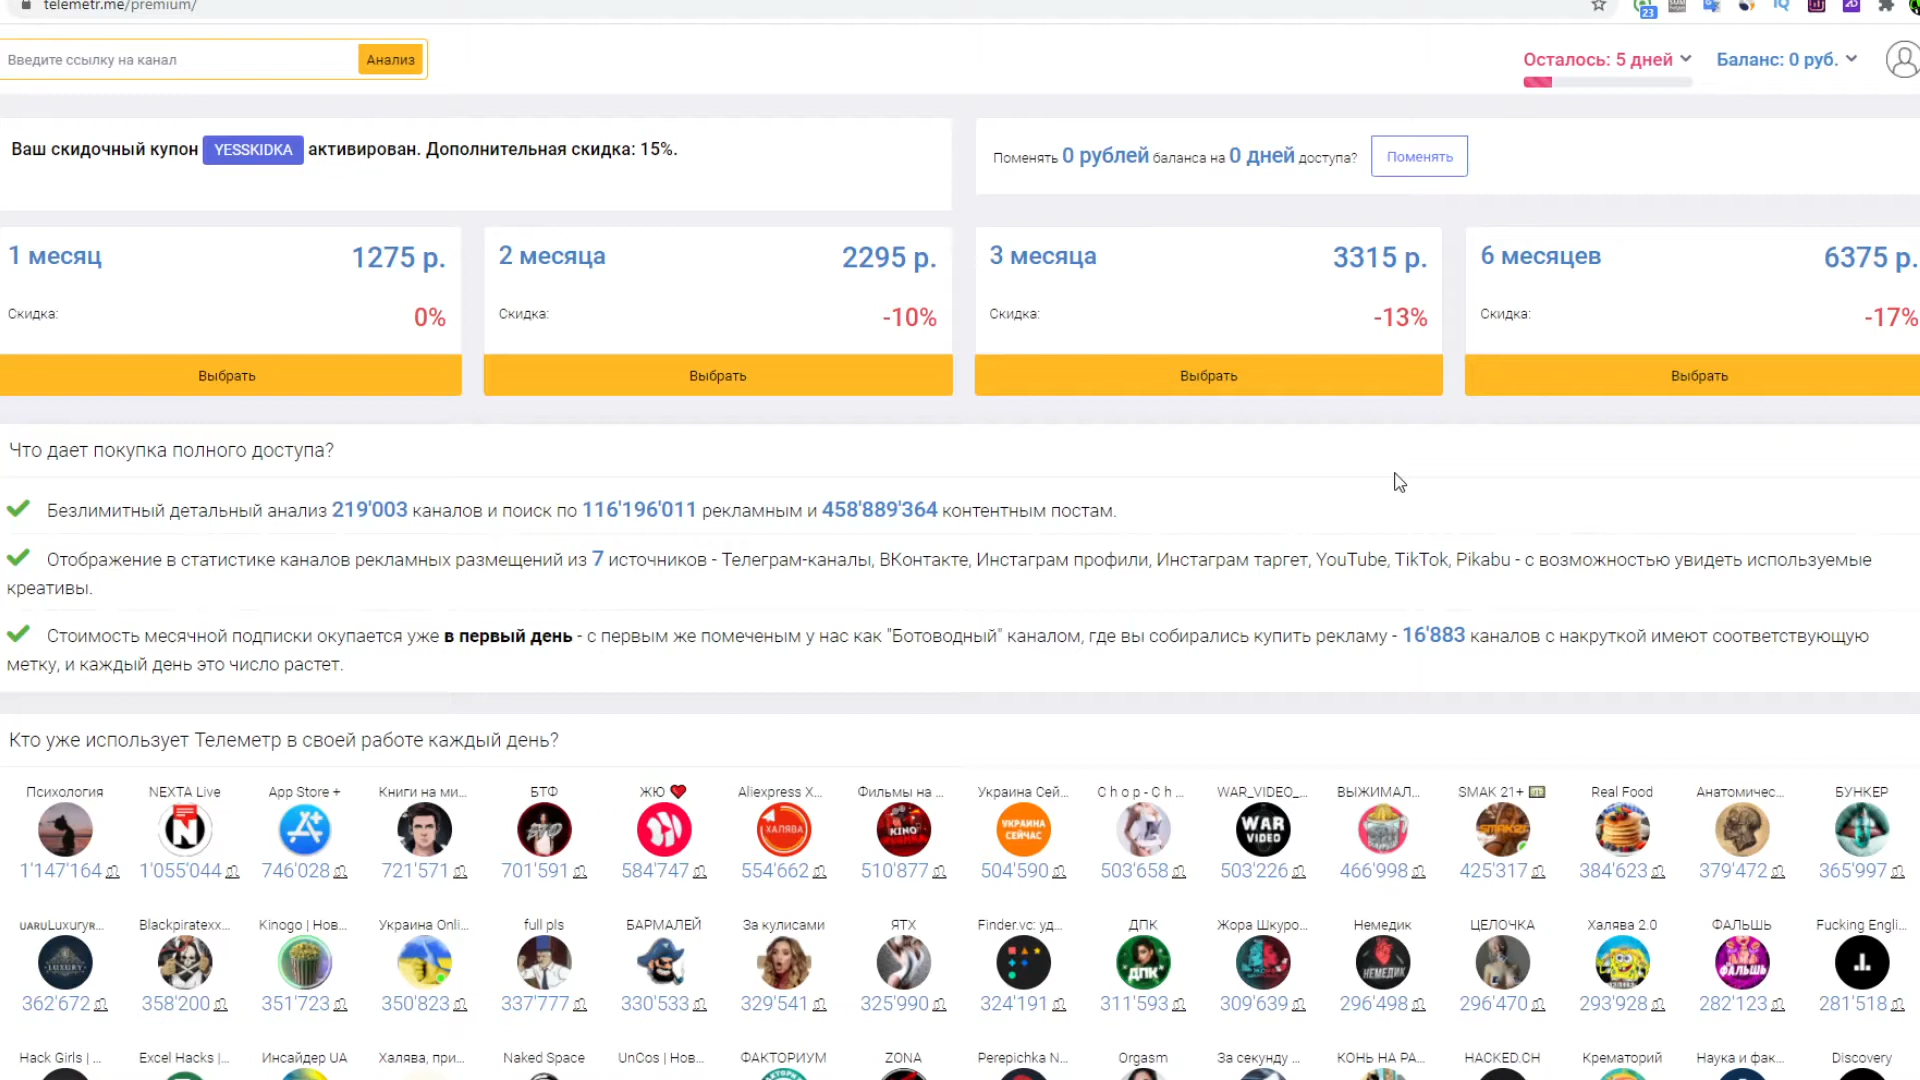 telemetr.me/premium/
23
IQ
Введите ссылку на канал
Анализ
Осталось: 5 дней
Баланс: 0 руб.
Ваш скидочный купон YESSKIDKA активирован. Дополнительная скидка: 15%.
Поменять 0 рублей баланса на 0 дней доступа?
Поменять
1 месяц 1275 р.
Скидка: 0%
Выбрать
2 месяца 2295 р.
Скидка: -10%
Выбрать
3 месяца 3315 р.
Скидка: -13%
Выбрать
6 месяцев 6375 р.
Скидка: -17%
Выбрать
Что дает покупка полного доступа?
Безлимитный детальный анализ 219'003 каналов и поиск по 116'196'011 рекламным и 458'889'364 контентным постам.
Отображение в статистике каналов рекламных размещений из 7 источников - Телеграм-каналы, ВКонтакте, Инстаграм профили, Инстаграм таргет, YouTube, TikTok, Pikabu - с возможностью увидеть используемые
креативы.
Стоимость месячной подписки окупается уже в первый день - с первым же помеченым у нас как "Ботоводный" каналом, где вы собирались купить рекламу - 16'883 каналов с накруткой имеют соответствующую
метку, и каждый день это число растет.
Кто уже использует Телеметр в своей работе каждый день?
Психология NEXTA Live App Store + Книги на ми... БТФ ЖЮ Aliexpress X... Фильмы на ... Украина Сей... C h o p - C h ... WAR_VIDEO_... ВЫЖИМАЛ... SMAK 21+ Real Food Анатомичес... БУНКЕР
ХАЛЯВА KINO УКРАИНА СЕЙЧАС WAR VIDEO
1'147'164 1'055'044 746'028 721'571 701'591 584'747 554'662 510'877 504'590 503'658 503'226 466'998 425'317 384'623 379'472 365'997
UARULuxuryR... Blackpiratexx... Kinogo | Нов... Украина Onli... full pls БАРМАЛЕЙ За кулисами ЯТХ Finder.vc: уд... ДПК Жора Шкуро... Немедик ЦЕЛОЧКА Халява 2.0 ФАЛЬШЬ Fucking Engli...
LUXURY ДПК НЕМЕДИК ФАЛЬШЬ
362'672 358'200 351'723 350'823 337'777 330'533 329'541 325'990 324'191 311'593 309'639 296'498 296'470 293'928 282'123 281'518
Hack Girls | ... Excel Hacks |... Инсайдер UA Халява, при... Naked Space UnCos | Нов... ФАКТОРИУМ ZONA Perepichka N... Orgasm За секунду ... КОНЬ НА РА... HACKED.CH Крематорий Наука и фак... Discovery